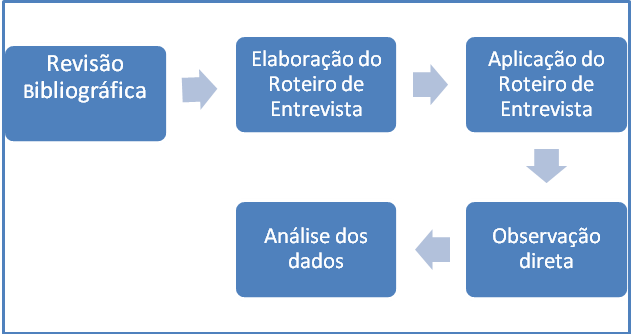 Revisão
Bibliográfica
Elaboração do
Roteiro de
Entrevista
Aplicação do
Roteiro de
Entrevista
Observação
direta
Análise dos
dados